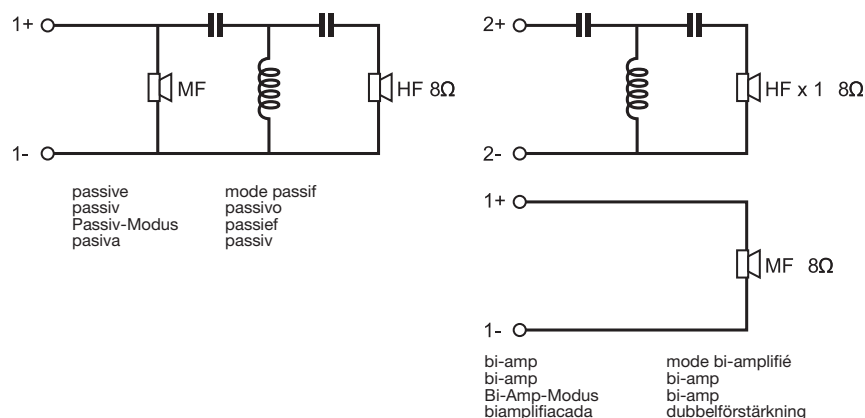 1+
MF
HF 8Ω
1-
passive
passiv
Passiv-Modus
pasiva
mode passif
passivo
passief
passiv
2+
HF x 1 8Ω
2-
1+
MF 8Ω
1-
bi-amp
bi-amp
Bi-Amp-Modus
biamplifiacada
mode bi-amplifié
bi-amp
bi-amp
dubbelförstärkning